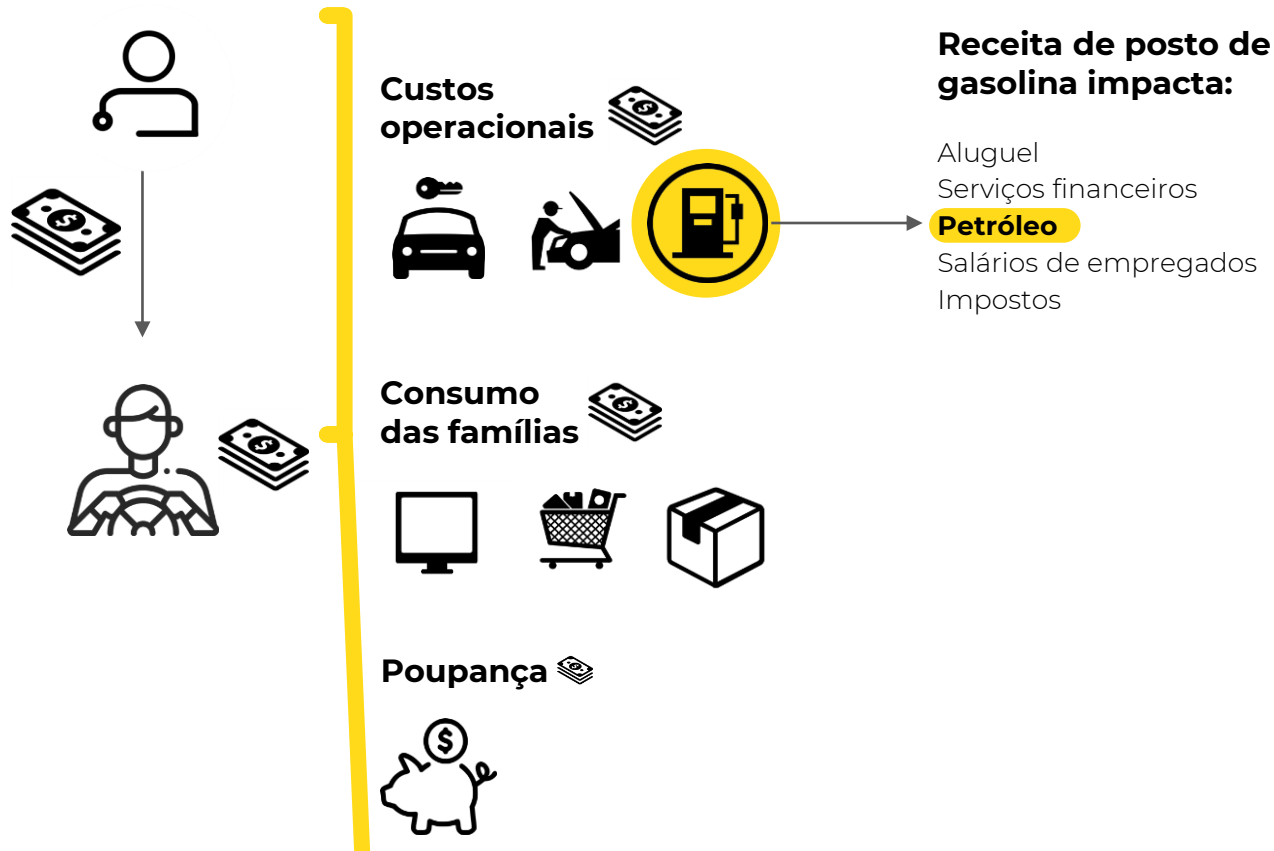 Custos
operacionais
Receita de posto de
gasolina impacta:
Aluguel
Serviços financeiros
Petróleo
Salários de empregados
Impostos
Consumo
das famílias
Poupança